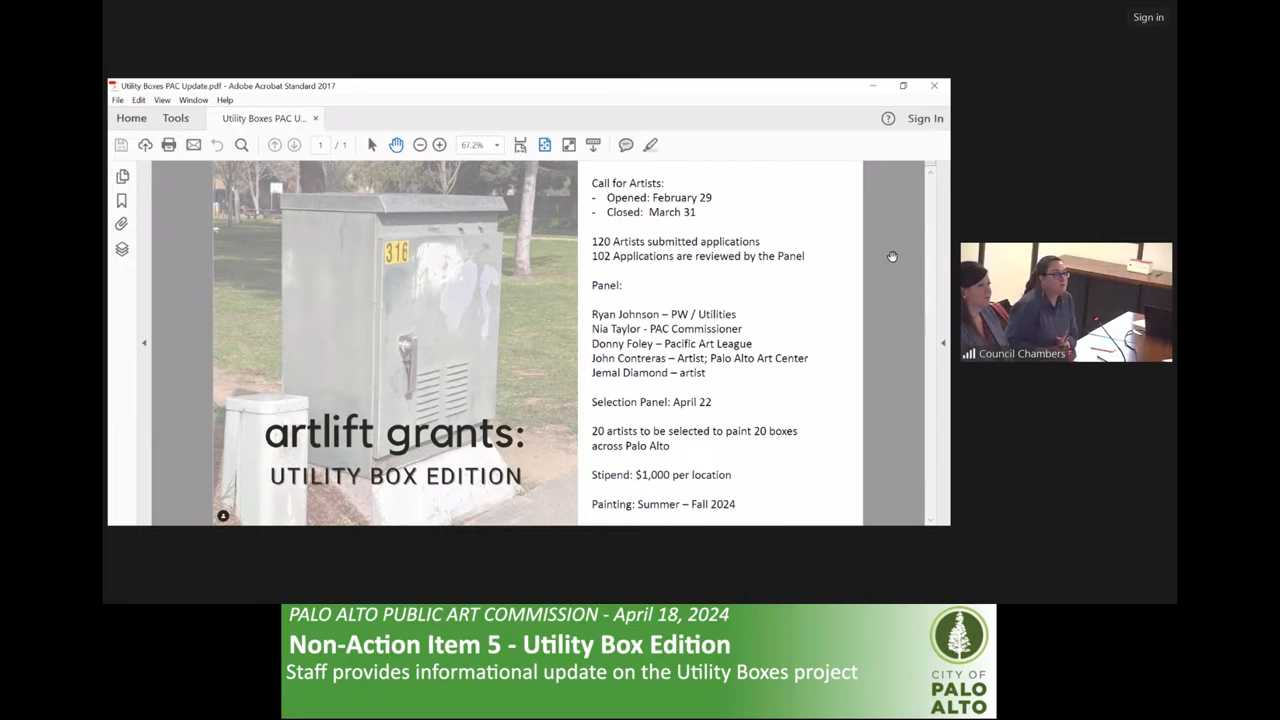 Sign in
Utility Boxes PAC Update.pdf - Adobe Acrobat Standard 2017
File Edit View Window Help
Home Tools Utility Boxes PAC U... × Sign In
1 / 1 67.2%
316
artlift grants:
UTILITY BOX EDITION
Call for Artists:
- Opened: February 29
- Closed: March 31
120 Artists submitted applications
102 Applications are reviewed by the Panel
Panel:
Ryan Johnson – PW / Utilities
Nia Taylor - PAC Commissioner
Donny Foley – Pacific Art League
John Contreras – Artist; Palo Alto Art Center
Jemal Diamond – artist
Selection Panel: April 22
20 artists to be selected to paint 20 boxes
across Palo Alto
Stipend: $1,000 per location
Painting: Summer – Fall 2024
Council Chambers
PALO ALTO PUBLIC ART COMMISSION - April 18, 2024
Non-Action Item 5 - Utility Box Edition
Staff provides informational update on the Utility Boxes project
CITY OF
PALO
ALTO